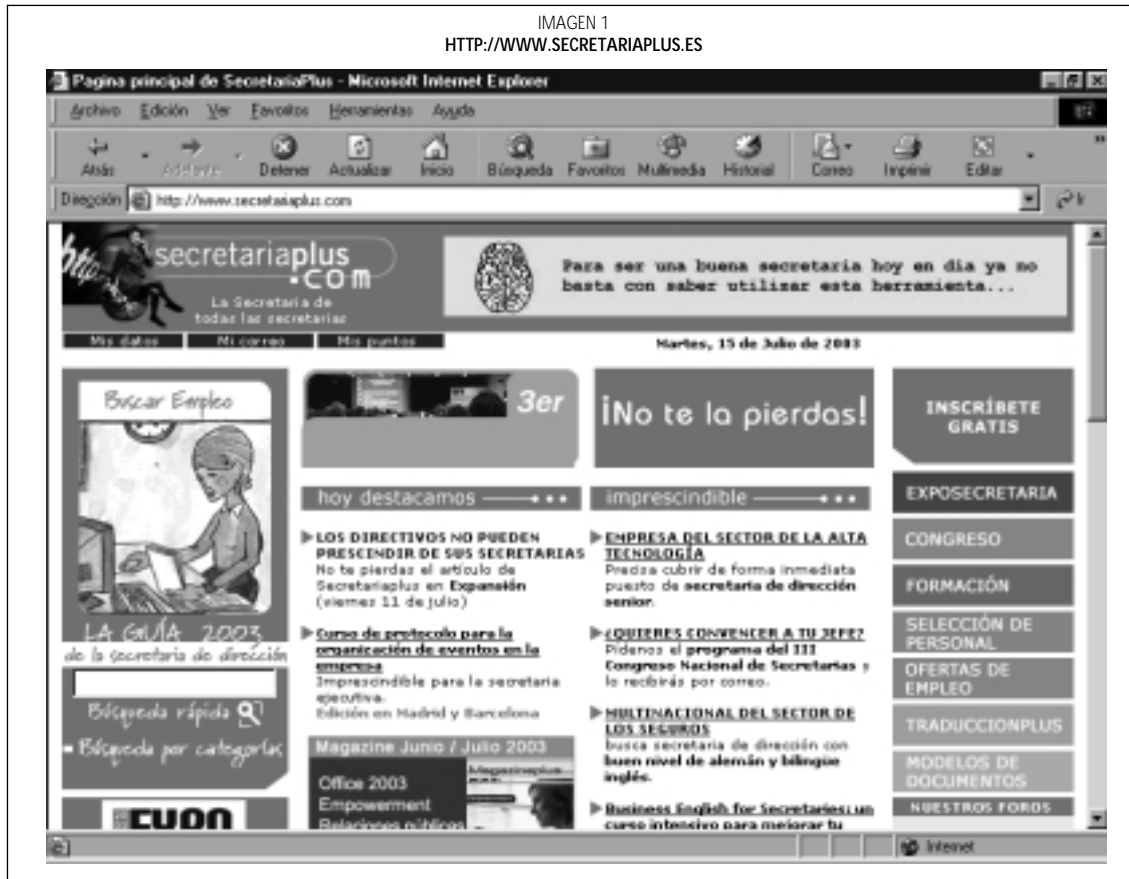 IMAGEN 1
HTTP://WWW.SECRETARIAPLUS.ES
Pagina principal de SecretariaPlus - Microsoft Internet Explorer
Archivo Edición Ver Favoritos Herramientas Ayuda
Atrás Adelante Detener Actualizar Inicio Búsqueda Favoritos Multimedia Historial Correo Imprimir Editar
Dirección http://www.secretariaplus.com Ir
http
secretariaplus
.com
La Secretaria de
todas las secretarias
Para ser una buena secretaria hoy en dia ya no
basta con saber utilizar esta herramienta...
Mis datos Mi correo Mis puntos
Martes, 15 de Julio de 2003
Buscar Empleo
LA GUÍA 2003
de la secretaria de dirección
Búsqueda rápida
Búsqueda por categorías
3er
¡No te la pierdas!
hoy destacamos
LOS DIRECTIVOS NO PUEDEN
PRESCINDIR DE SUS SECRETARIAS
No te pierdas el artículo de
Secretariaplus en Expansión
(viernes 11 de julio)
Curso de protocolo para la
organización de eventos en la
empresa
Imprescindible para la secretaria
ejecutiva.
Edición en Madrid y Barcelona
Magazine Junio / Julio 2003
Office 2003
Empowerment
Relaciones públicas
Magazineplus
imprescindible
EMPRESA DEL SECTOR DE LA ALTA
TECNOLOGÍA
Precisa cubrir de forma inmediata
puesto de secretaria de dirección
senior.
¿QUIERES CONVENCER A TU JEFE?
Pídenos el programa del III
Congreso Nacional de Secretarias y
lo recibirás por correo.
MULTINACIONAL DEL SECTOR DE
LOS SEGUROS
busca secretaria de dirección con
buen nivel de alemán y bilingüe
inglés.
Business English for Secretaries: un
curso intensivo para mejorar tu
INSCRÍBETE
GRATIS
EXPOSECRETARIA
CONGRESO
FORMACIÓN
SELECCIÓN DE
PERSONAL
OFERTAS DE
EMPLEO
TRADUCCIONPLUS
MODELOS DE
DOCUMENTOS
NUESTROS FOROS
Internet